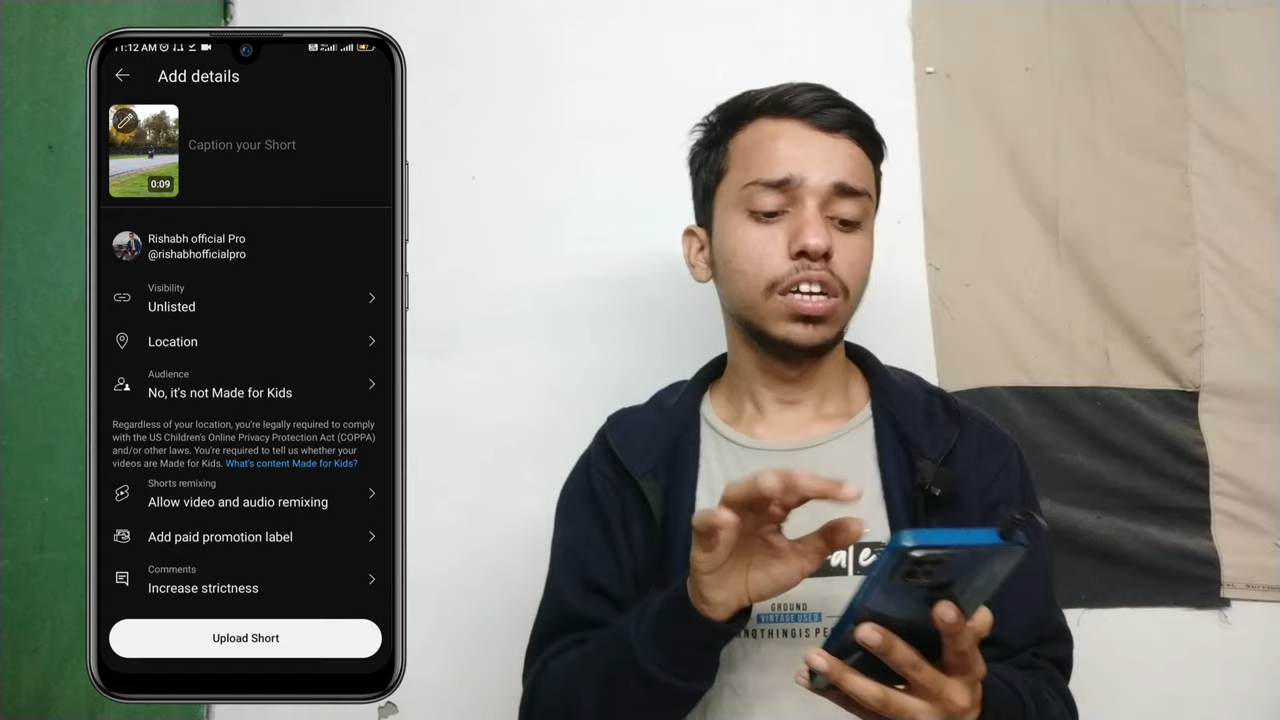 11:12 AM
Add details
Caption your Short
0:09
Rishabh official Pro
@rishabhofficialpro
Visibility
Unlisted
Location
Audience
No, it's not Made for Kids
Regardless of your location, you're legally required to comply
with the US Children's Online Privacy Protection Act (COPPA)
and/or other laws. You're required to tell us whether your
videos are Made for Kids. What's content Made for Kids?
Shorts remixing
Allow video and audio remixing
Add paid promotion label
Comments
Increase strictness
Upload Short
GROUND
VINTAGE USED